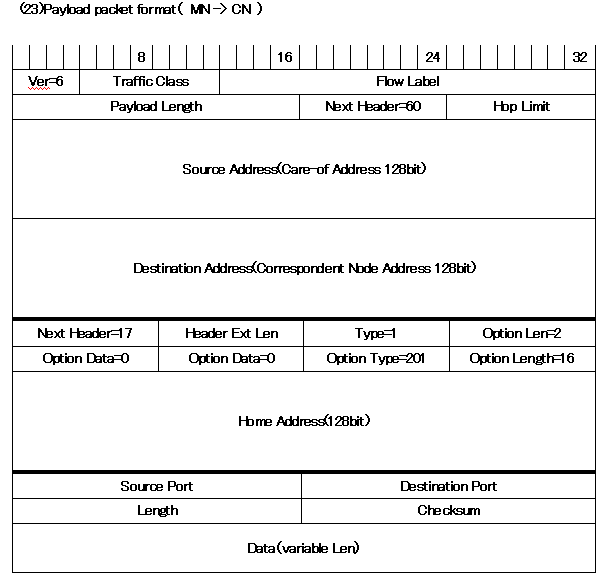 (23)Payload packet format( MN -> CN )
8 16 24 32
Ver=6 Traffic Class Flow Label
Payload Length Next Header=60 Hop Limit
Source Address(Care-of Address 128bit)
Destination Address(Correspondent Node Address 128bit)
Next Header=17 Header Ext Len Type=1 Option Len=2
Option Data=0 Option Data=0 Option Type=201 Option Length=16
Home Address(128bit)
Source Port Destination Port
Length Checksum
Data(variable Len)